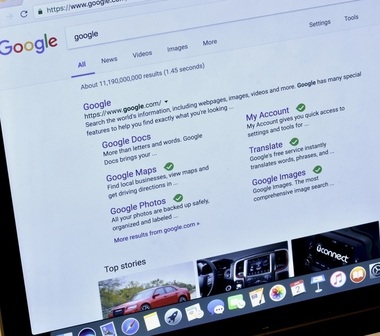 https://www.google.com/
Google
google
All News Videos Images More Settings Tools
About 11,190,000,000 results (1.45 seconds)
Google
https://www.google.com/
Search the world's information, including webpages, images, videos and more. Google has many special
features to help you find exactly what you're looking ...
Google Docs
More than letters and words. Google
Docs brings your ...
Google Maps
Find local businesses, view maps and
get driving directions in ...
Google Photos
All your photos are backed up safely,
organized and labeled ...
My Account
My Account gives you quick access to
settings and tools for ...
Translate
Google's free service instantly
translates words, phrases, and ...
Google Images
Google Images. The most
comprehensive image search ...
More results from google.com »
Top stories
uconnect